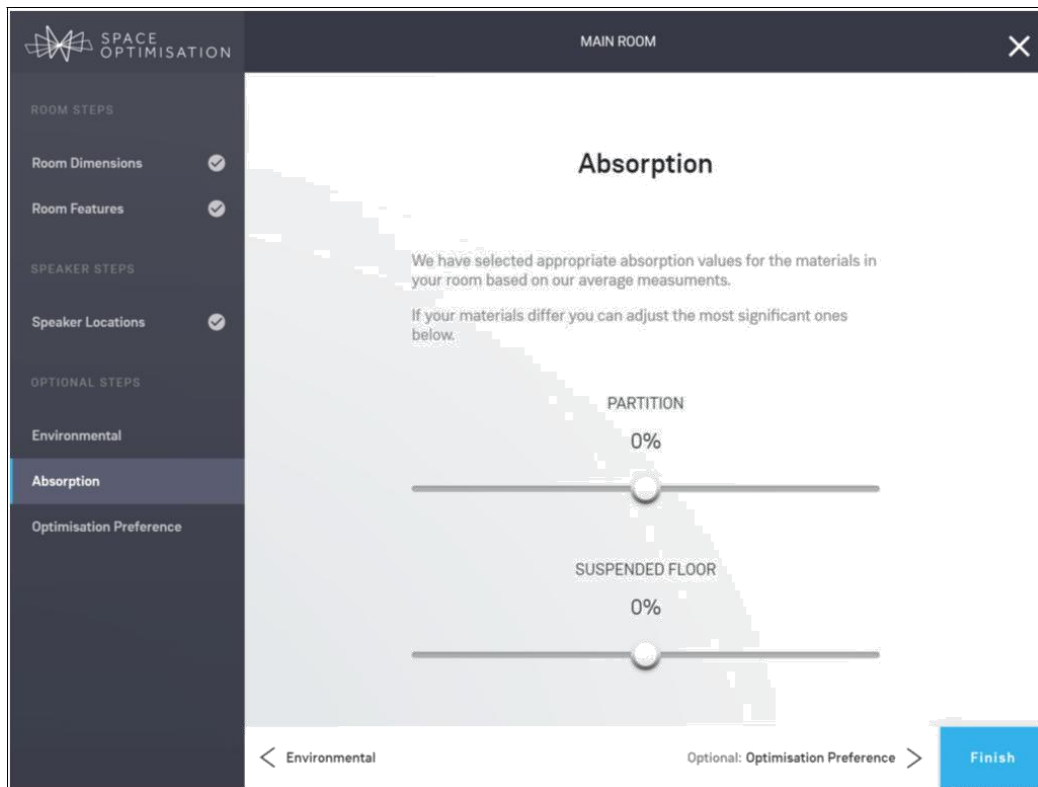 SPACE
OPTIMISATION
MAIN ROOM
ROOM STEPS
Room Dimensions
Room Features
SPEAKER STEPS
Speaker Locations
OPTIONAL STEPS
Environmental
Absorption
Optimisation Preference
Absorption
We have selected appropriate absorption values for the materials in
your room based on our average measuments.
If your materials differ you can adjust the most significant ones
below.
PARTITION
0%
SUSPENDED FLOOR
0%
Environmental
Optional: Optimisation Preference
Finish